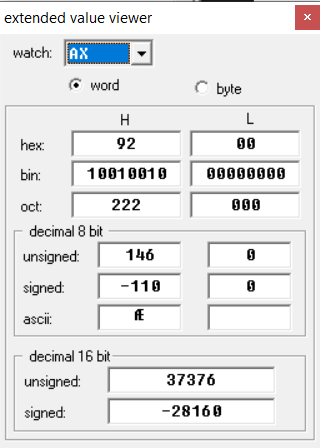 extended value viewer ×
watch: AX
word byte
H L
hex: 92 00
bin: 10010010 00000000
oct: 222 000
decimal 8 bit
unsigned: 146 0
signed: -110 0
ascii: Æ
decimal 16 bit
unsigned: 37376
signed: -28160